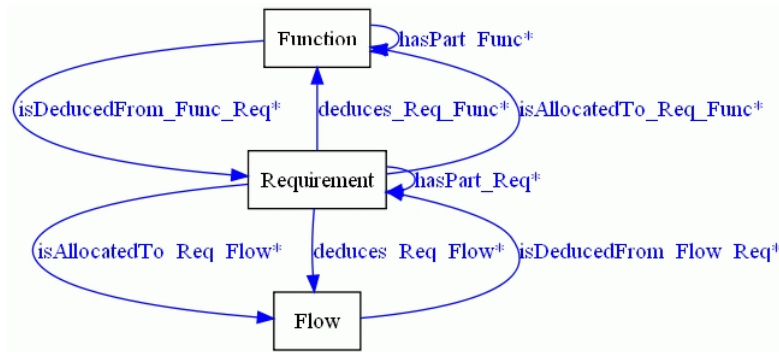 Function
hasPart_Func*
isDeducedFrom_Func_Req*
deduces_Req_Func*
isAllocatedTo_Req_Func*
Requirement
hasPart_Req*
isAllocatedTo_Req_Flow*
deduces_Req_Flow*
isDeducedFrom_Flow_Req*
Flow